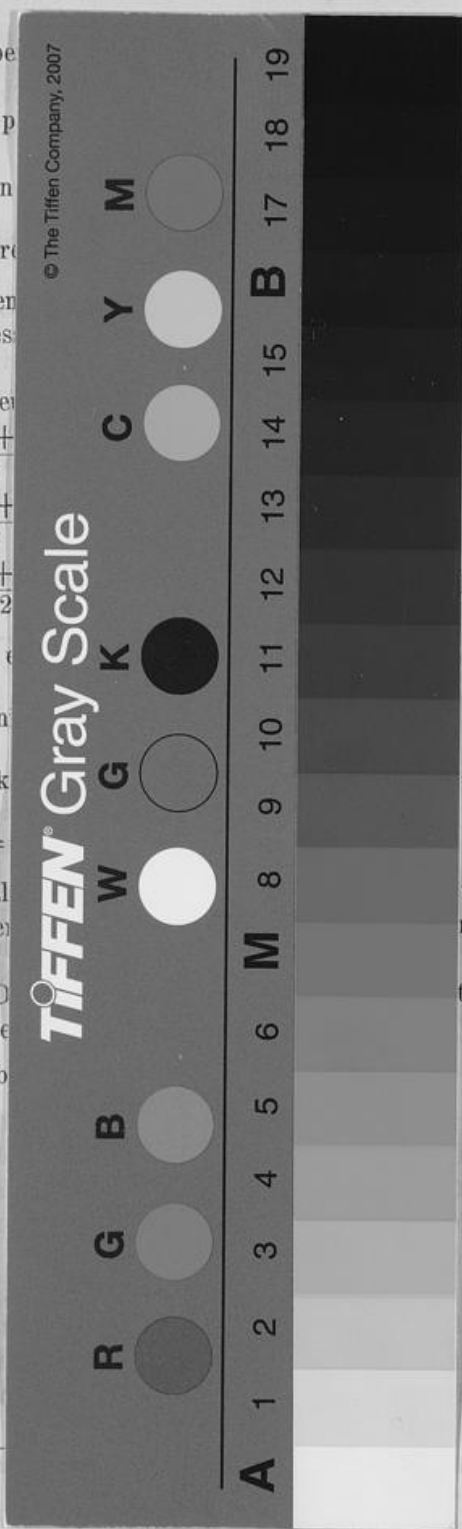 © The Tiffen Company, 2007
TIFFEN® Gray Scale
R G B W G K C Y M
A 1 2 3 4 5 6 M 8 9 10 11 12 13 14 15 B 17 18 19